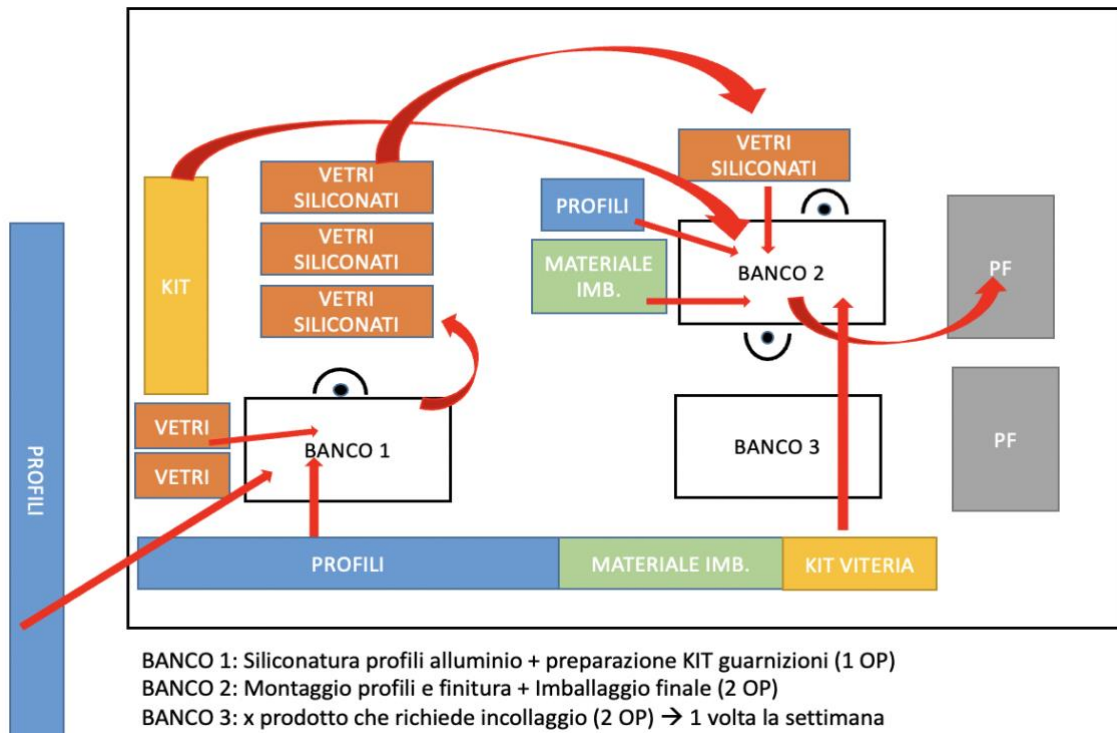 VETRI
SILICONATI
VETRI
SILICONATI
PROFILI
VETRI
SILICONATI
MATERIALE
IMB.
BANCO 2
PF
KIT
VETRI
SILICONATI
VETRI
BANCO 1
BANCO 3
PF
VETRI
PROFILI
PROFILI
MATERIALE IMB.
KIT VITERIA
BANCO 1: Siliconatura profili alluminio + preparazione KIT guarnizioni (1 OP)
BANCO 2: Montaggio profili e finitura + Imballaggio finale (2 OP)
BANCO 3: x prodotto che richiede incollaggio (2 OP) → 1 volta la settimana